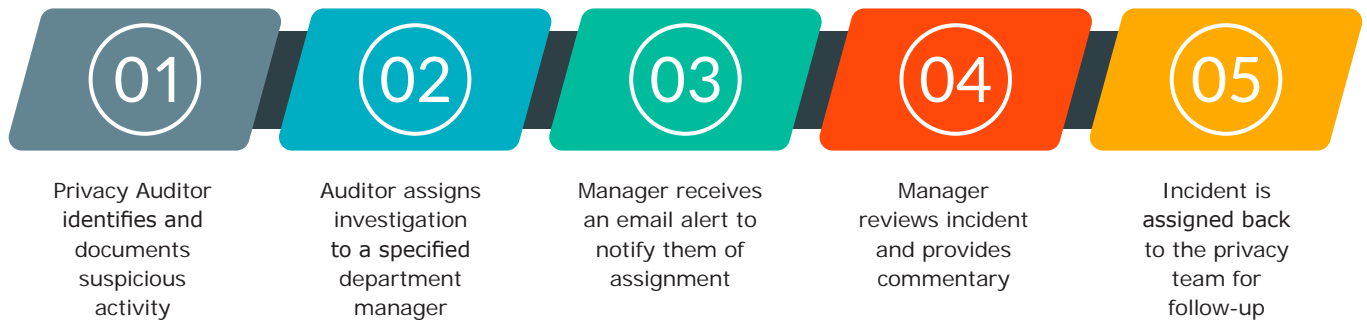 01
Privacy Auditor
identifies and
documents
suspicious
activity
02
Auditor assigns
investigation
to a specified
department
manager
03
Manager receives
an email alert to
notify them of
assignment
04
Manager
reviews incident
and provides
commentary
05
Incident is
assigned back
to the privacy
team for
follow-up